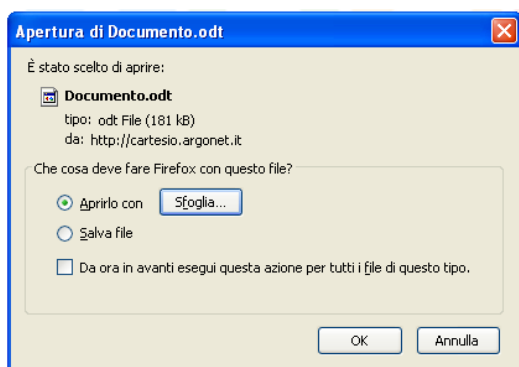 Apertura di Documento.odt
È stato scelto di aprire:
Documento.odt
tipo: odt File (181 kB)
da: http://cartesio.argonet.it
Che cosa deve fare Firefox con questo file?
Aprirlo con Sfoglia...
Salva file
Da ora in avanti esegui questa azione per tutti i file di questo tipo.
OK Annulla